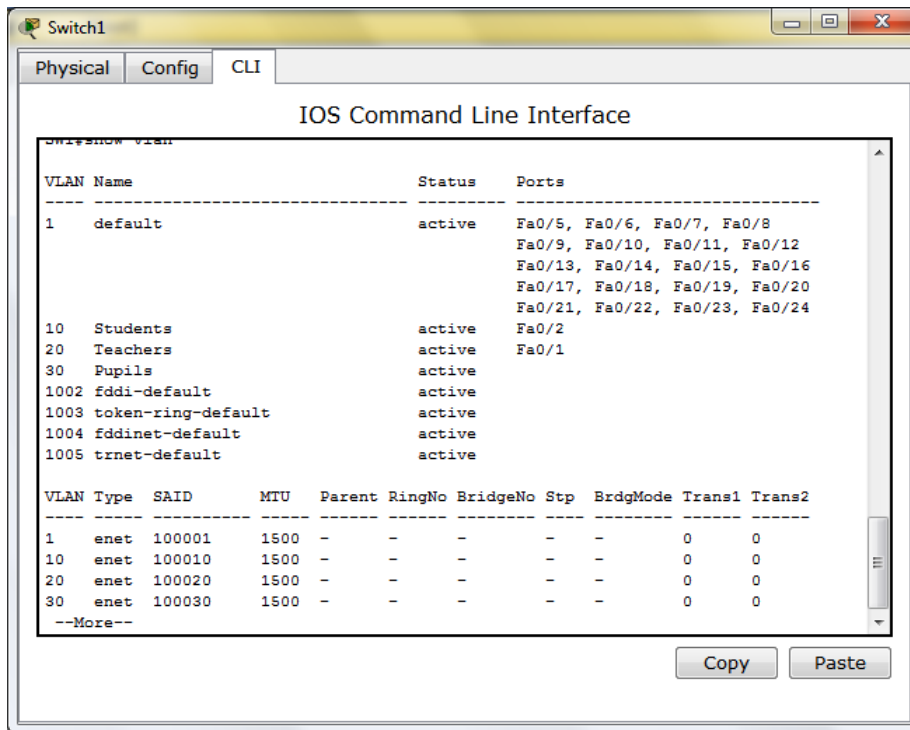 Switch1
Physical Config CLI
IOS Command Line Interface
SW1#show vlan
VLAN Name Status Ports
---- -------------------------------- --------- -------------------------------
1 default active Fa0/5, Fa0/6, Fa0/7, Fa0/8
Fa0/9, Fa0/10, Fa0/11, Fa0/12
Fa0/13, Fa0/14, Fa0/15, Fa0/16
Fa0/17, Fa0/18, Fa0/19, Fa0/20
Fa0/21, Fa0/22, Fa0/23, Fa0/24
10 Students active Fa0/2
20 Teachers active Fa0/1
30 Pupils active
1002 fddi-default active
1003 token-ring-default active
1004 fddinet-default active
1005 trnet-default active
VLAN Type SAID MTU Parent RingNo BridgeNo Stp BrdgMode Trans1 Trans2
---- ----- ---------- ----- ------ ------ -------- ---- -------- ------ ------
1 enet 100001 1500 - - - - - 0 0
10 enet 100010 1500 - - - - - 0 0
20 enet 100020 1500 - - - - - 0 0
30 enet 100030 1500 - - - - - 0 0
--More--
Copy Paste